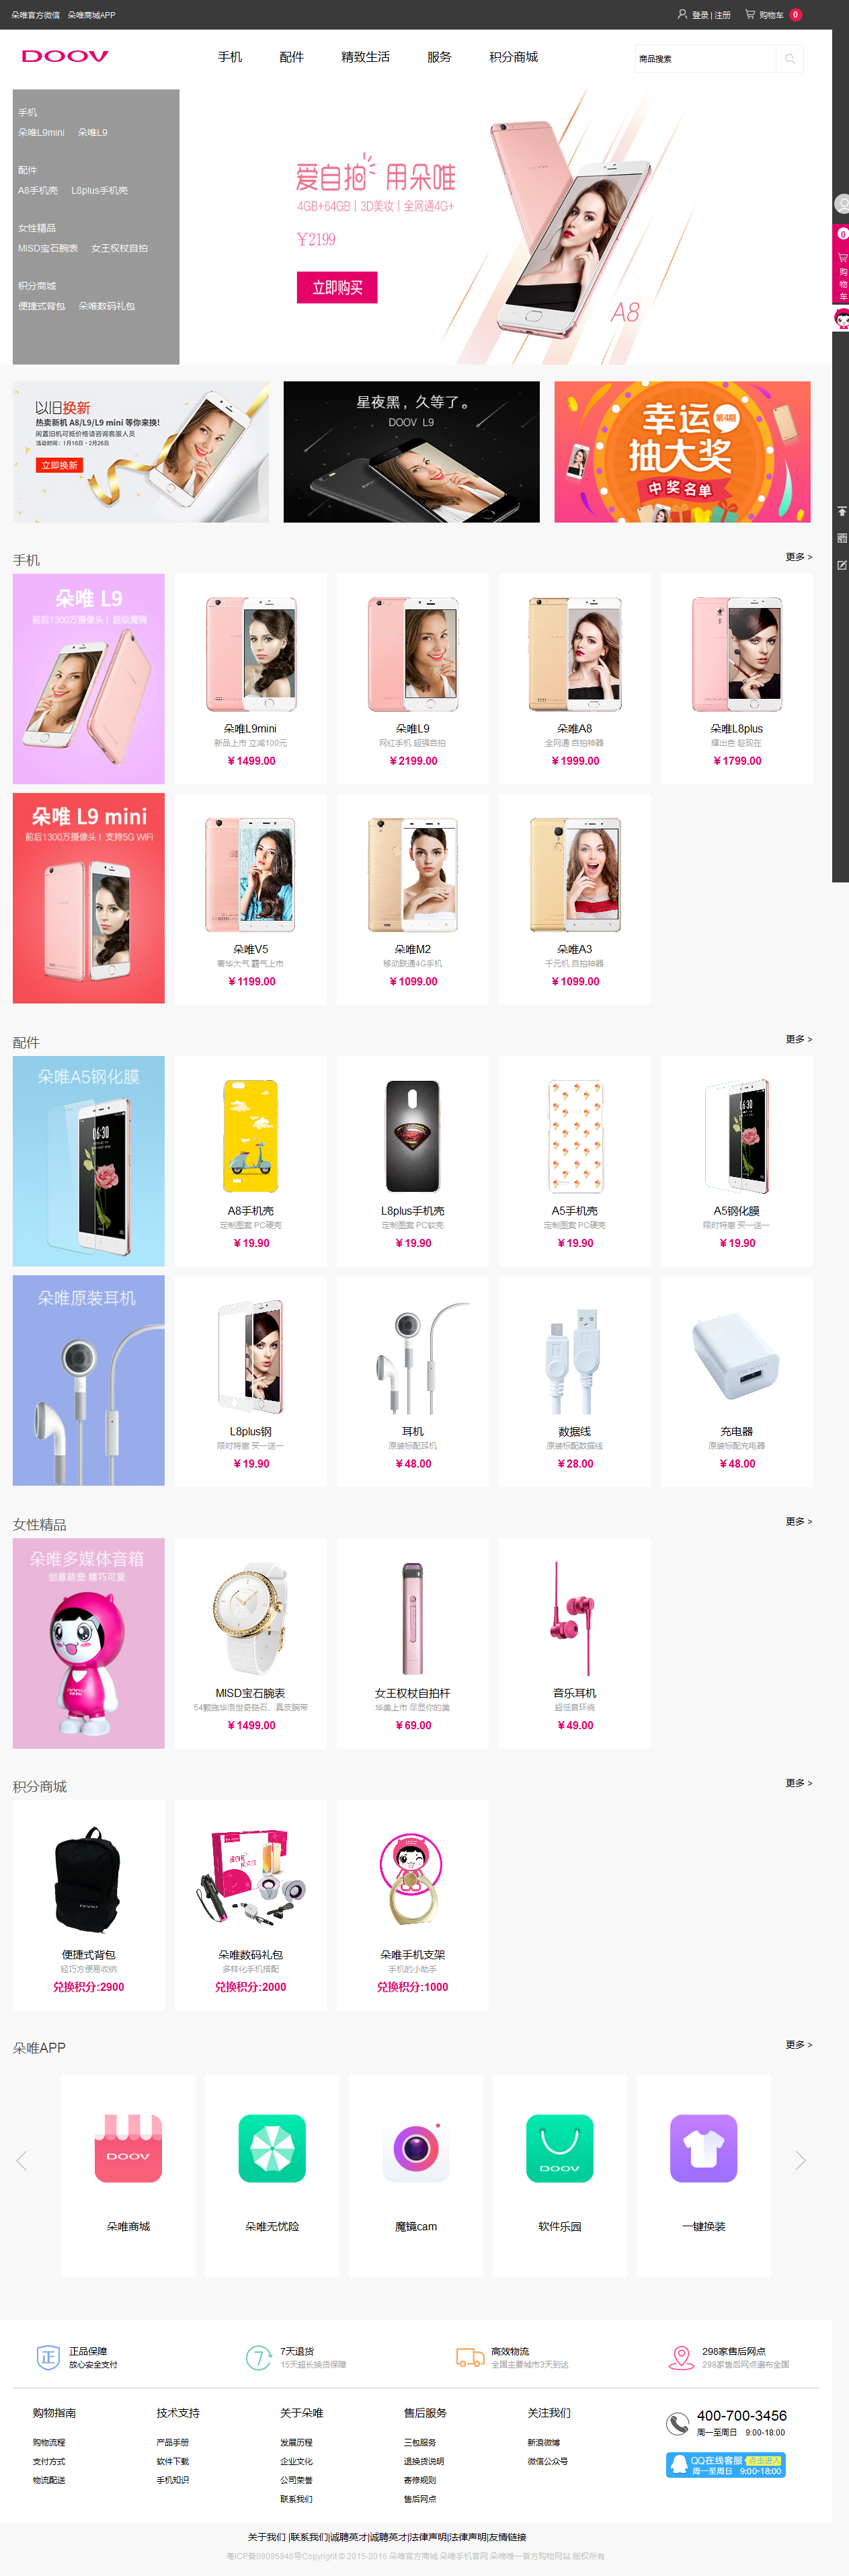 朵唯官方微信 朵唯商城APP
登录 | 注册 购物车 0
DOOV
手机 配件 精致生活 服务 积分商城
商品搜索
手机
朵唯L9mini 朵唯L9
配件
A8手机壳 L8plus手机壳
女性精品
MISD宝石腕表 女王权杖自拍
积分商城
便捷式背包 朵唯数码礼包
爱自拍 用朵唯
4GB+64GB | 3D美妆 | 全网通4G+
¥2199
立即购买
A8
0
购物车
以旧换新
热卖新机 A8/L9/L9 mini 等你来换!
闲置旧机可抵价格请咨询客服人员
活动时间：1月16日 - 2月26日
立即换新
星夜黑，久等了。
DOOV L9
幸运
第4期
抽大奖
中奖名单
手机
更多 >
朵唯 L9
前后1300万摄像头 | 超级魔镜
朵唯L9mini
新品上市 立减100元
¥1499.00
朵唯L9
网红手机 超强自拍
¥2199.00
朵唯A8
全网通 自拍神器
¥1999.00
朵唯L8plus
耀出色 趁现在
¥1799.00
朵唯 L9 mini
前后1300万摄像头 | 支持5G WiFi
朵唯V5
奢华大气 霸气上市
¥1199.00
朵唯M2
移动联通4G手机
¥1099.00
朵唯A3
千元机 自拍神器
¥1099.00
配件
更多 >
朵唯A5钢化膜
06:30
A8手机壳
定制图案 PC硬壳
¥19.90
L8plus手机壳
定制图案 PC软壳
¥19.90
A5手机壳
定制图案 PC硬壳
¥19.90
A5钢化膜
限时特惠 买一送一
¥19.90
朵唯原装耳机
L8plus钢
限时特惠 买一送一
¥19.90
耳机
原装标配耳机
¥48.00
数据线
原装标配数据线
¥28.00
充电器
原装标配充电器
¥48.00
女性精品
更多 >
朵唯多媒体音箱
创意萌宠 精巧可爱
MISD宝石腕表
54颗施华洛世奇锆石、真皮腕带
¥1499.00
女王权杖自拍杆
华美上市 尽显你的美
¥69.00
音乐耳机
超低音环绕
¥49.00
积分商城
更多 >
DOOV
便捷式背包
轻巧方便易收纳
兑换积分:2900
朵唯数码礼包
多样化手机搭配
兑换积分:2000
朵唯手机支架
手机的小助手
兑换积分:1000
朵唯APP
更多 >
DOOV
朵唯商城
朵唯无忧险
魔镜cam
DOOV
软件乐园
一键换装
正
正品保障
放心安全支付
7
7天退货
15天超长换货保障
高效物流
全国主要城市3天到达
298家售后网点
298家售后网点遍布全国
购物指南
购物流程
支付方式
物流配送
技术支持
产品手册
软件下载
手机知识
关于朵唯
发展历程
企业文化
公司荣誉
联系我们
售后服务
三包服务
退换货说明
寄修规则
售后网点
关注我们
新浪微博
微信公众号
400-700-3456
周一至周日 9:00-18:00
QQ在线客服 点击进入
周一至周日 9:00-18:00
关于我们 |联系我们|诚聘英才|诚聘英才|法律声明|法律声明|友情链接
粤ICP备09095946号Copyright © 2015-2016 朵唯官方商城 朵唯手机官网 朵唯唯一官方购物网站 版权所有